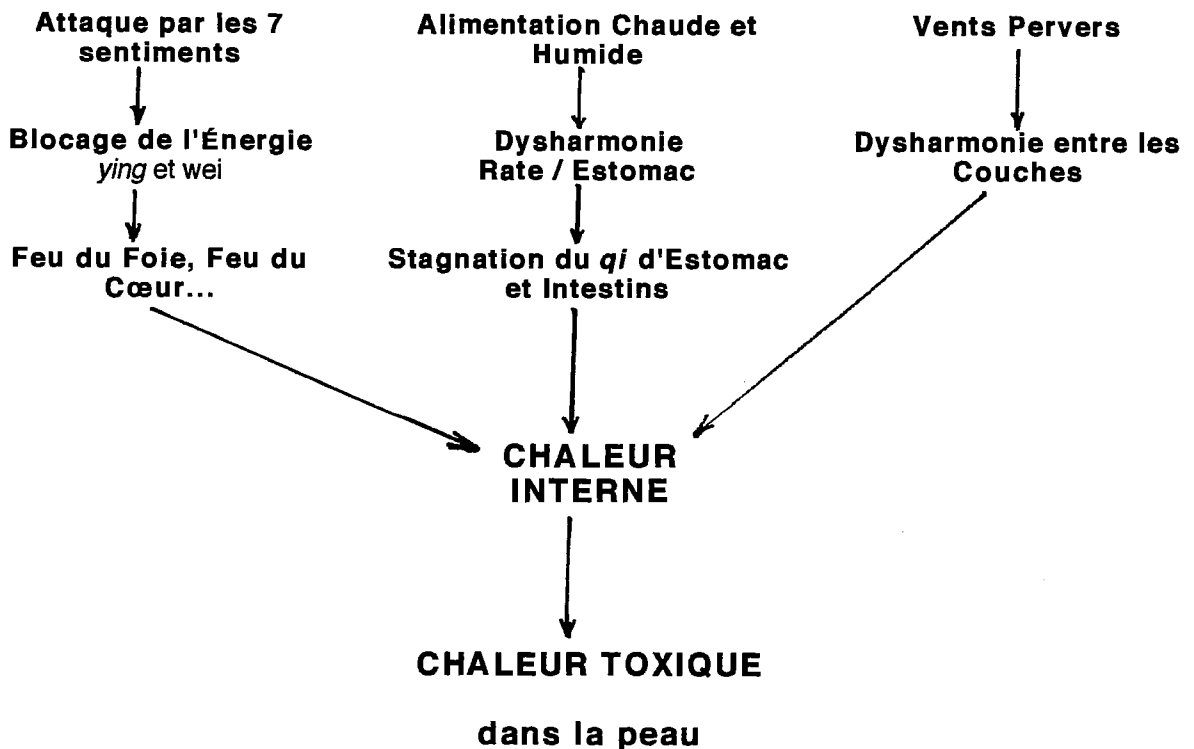 Attaque par les 7
sentiments
Blocage de l'Énergie
ying et wei
Feu du Foie, Feu du
Cœur...
Alimentation Chaude et
Humide
Dysharmonie
Rate / Estomac
Stagnation du qi d'Estomac
et Intestins
Vents Pervers
Dysharmonie entre les
Couches
CHALEUR
INTERNE
CHALEUR TOXIQUE
dans la peau